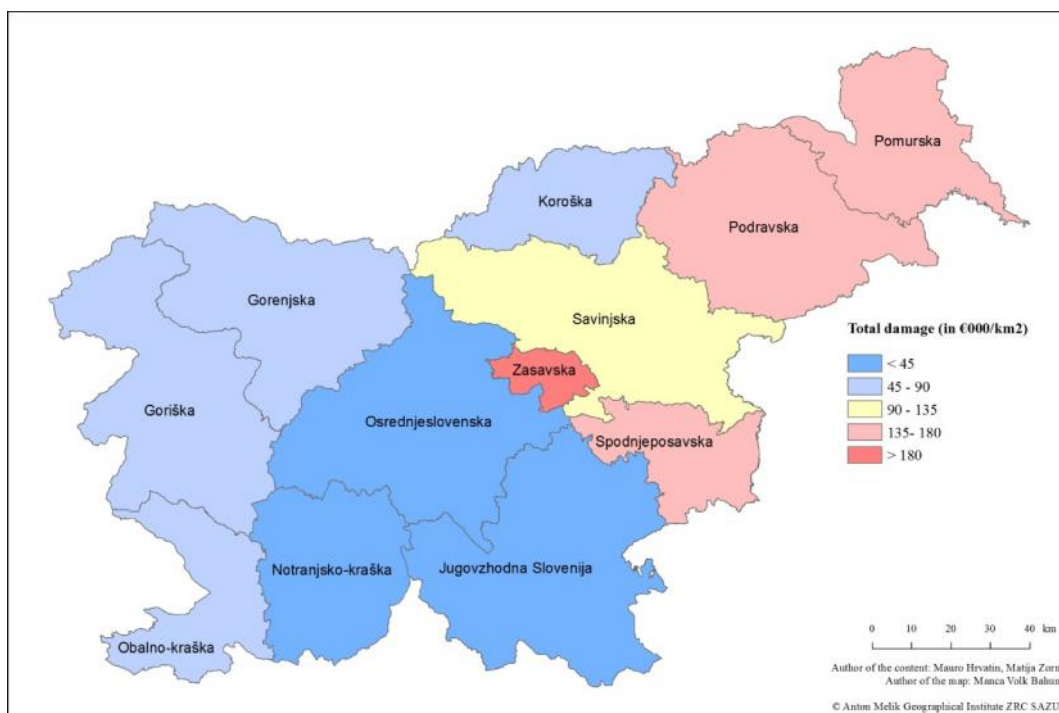 Pomurska
Koroška
Podravska
Gorenjska
Savinjska
Total damage (in €000/km2)
< 45
45 - 90
90 - 135
135- 180
> 180
Zasavska
Goriška
Osrednjeslovenska
Spodnjeposavska
Notranjsko-kraška
Jugovzhodna Slovenija
Obalno-kraška
0 10 20 30 40 km
Author of the content: Mauro Hrvatin, Matija Zorn
Author of the map: Manca Volk Bahun
© Anton Melik Geographical Institute ZRC SAZU